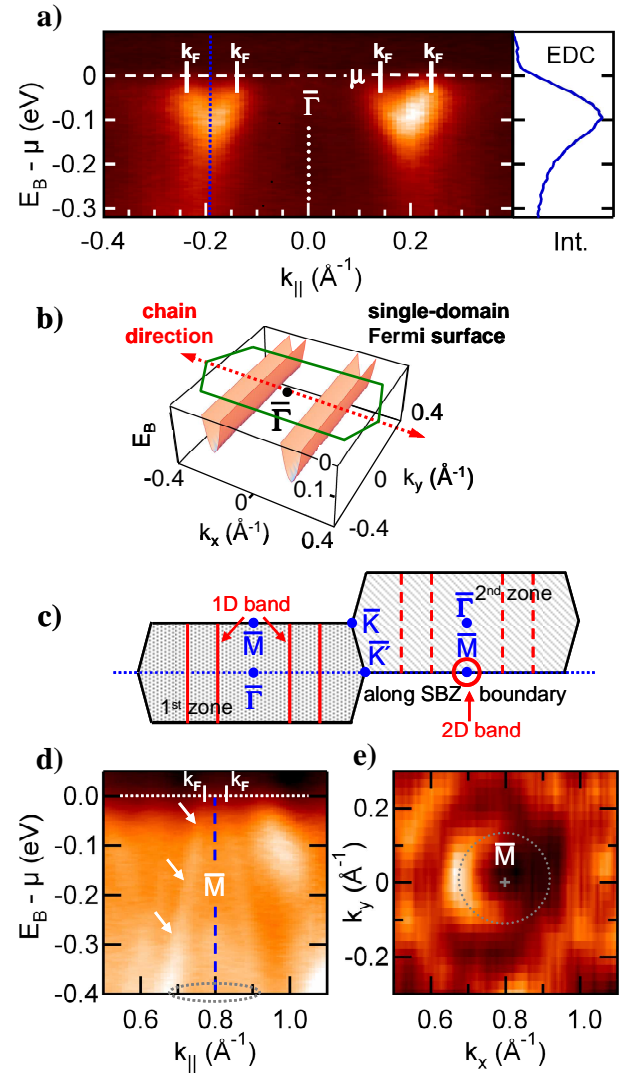 a)
k_F k_F k_F k_F EDC
0 μ
Γ̅
-0.1
-0.2
-0.3
E_B - μ (eV)
-0.4 -0.2 0.0 0.2 Int.
k_|| (Å⁻¹)
b)
chain direction
single-domain Fermi surface
Γ̅
E_B
0
0.1
0.4
0
-0.4
k_y (Å⁻¹)
-0.4 0 0.4
k_x (Å⁻¹)
c)
1D band
2nd zone
K̅
Γ̅
M̅
M̅
K̅′
1st zone
Γ̅
along SBZ boundary
2D band
d)
k_F k_F
0.0
-0.1
-0.2
-0.3
-0.4
E_B - μ (eV)
M̅
0.6 0.8 1.0
k_|| (Å⁻¹)
e)
0.2
0
-0.2
k_y (Å⁻¹)
M̅
0.6 0.8 1.0
k_x (Å⁻¹)